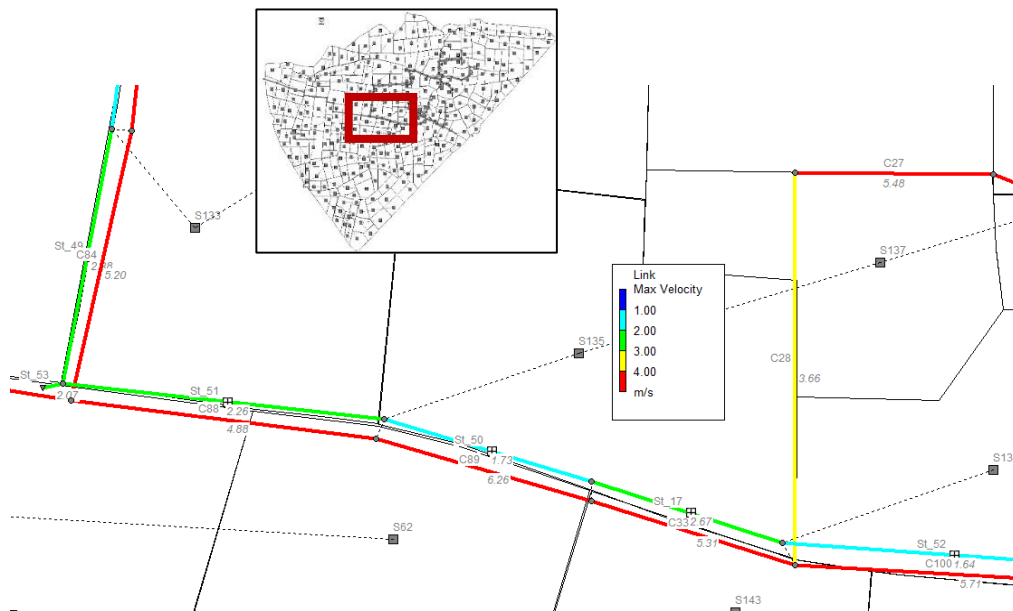 C27
5.48
S133
St_49
C84
5.20
S137
Link
Max Velocity
1.00
2.00
3.00
4.00
m/s
S135
C28
3.66
St_53
2.07
St_51
C88
2.26
4.88
St_50
1.73
C89
6.26
S13
St_17
C33
2.67
5.31
S62
St_52
C100
1.64
5.71
S143